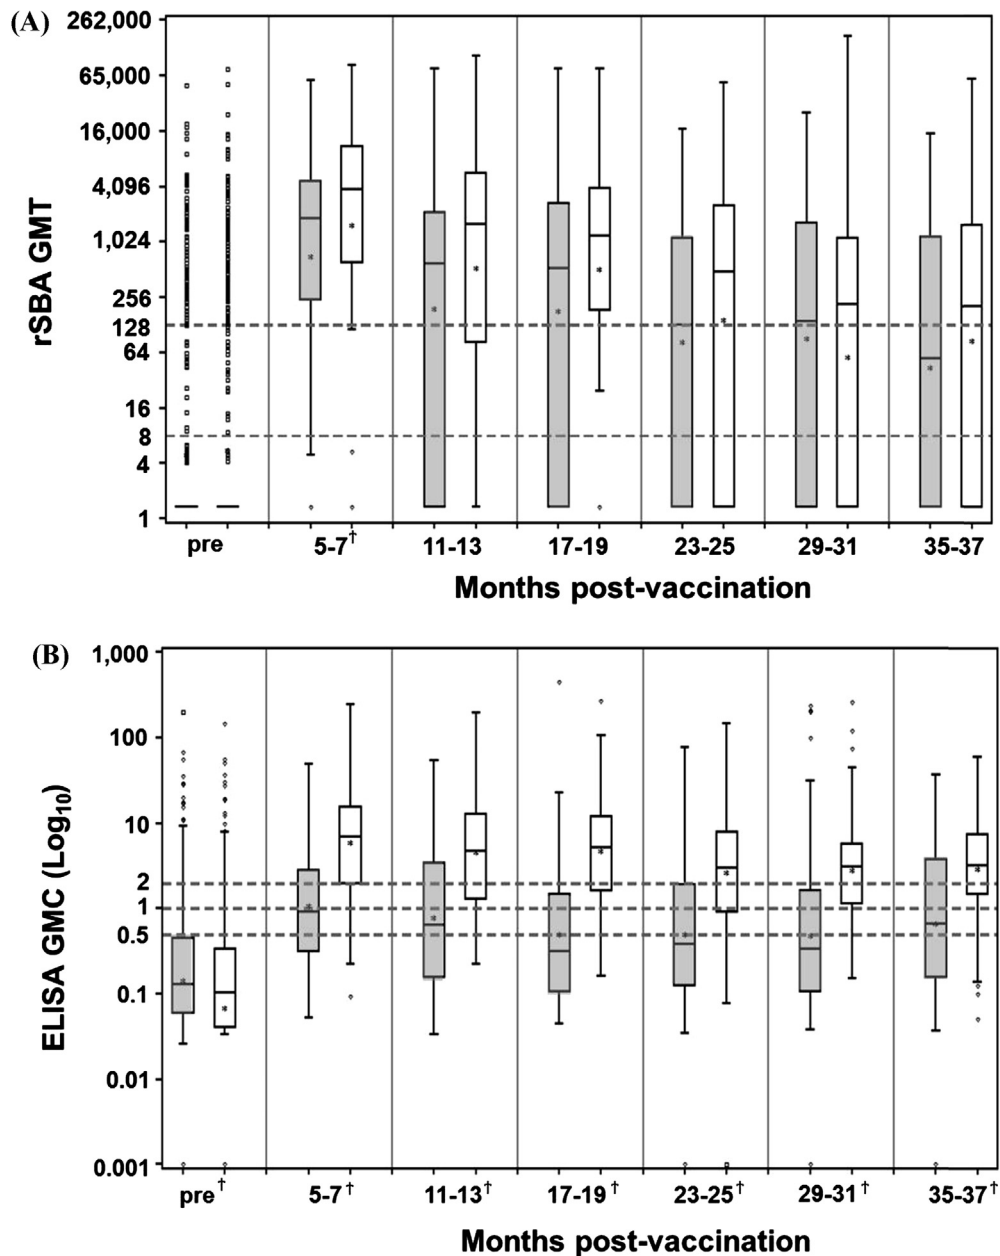 (A)
262,000
65,000
16,000
4,096
1,024
256
128
64
16
8
4
1
rSBA GMT
pre 5-7† 11-13 17-19 23-25 29-31 35-37
Months post-vaccination
(B)
1,000
100
10
2
1
0.5
0.1
0.01
0.001
ELISA GMC (Log10)
pre† 5-7† 11-13† 17-19† 23-25† 29-31† 35-37†
Months post-vaccination